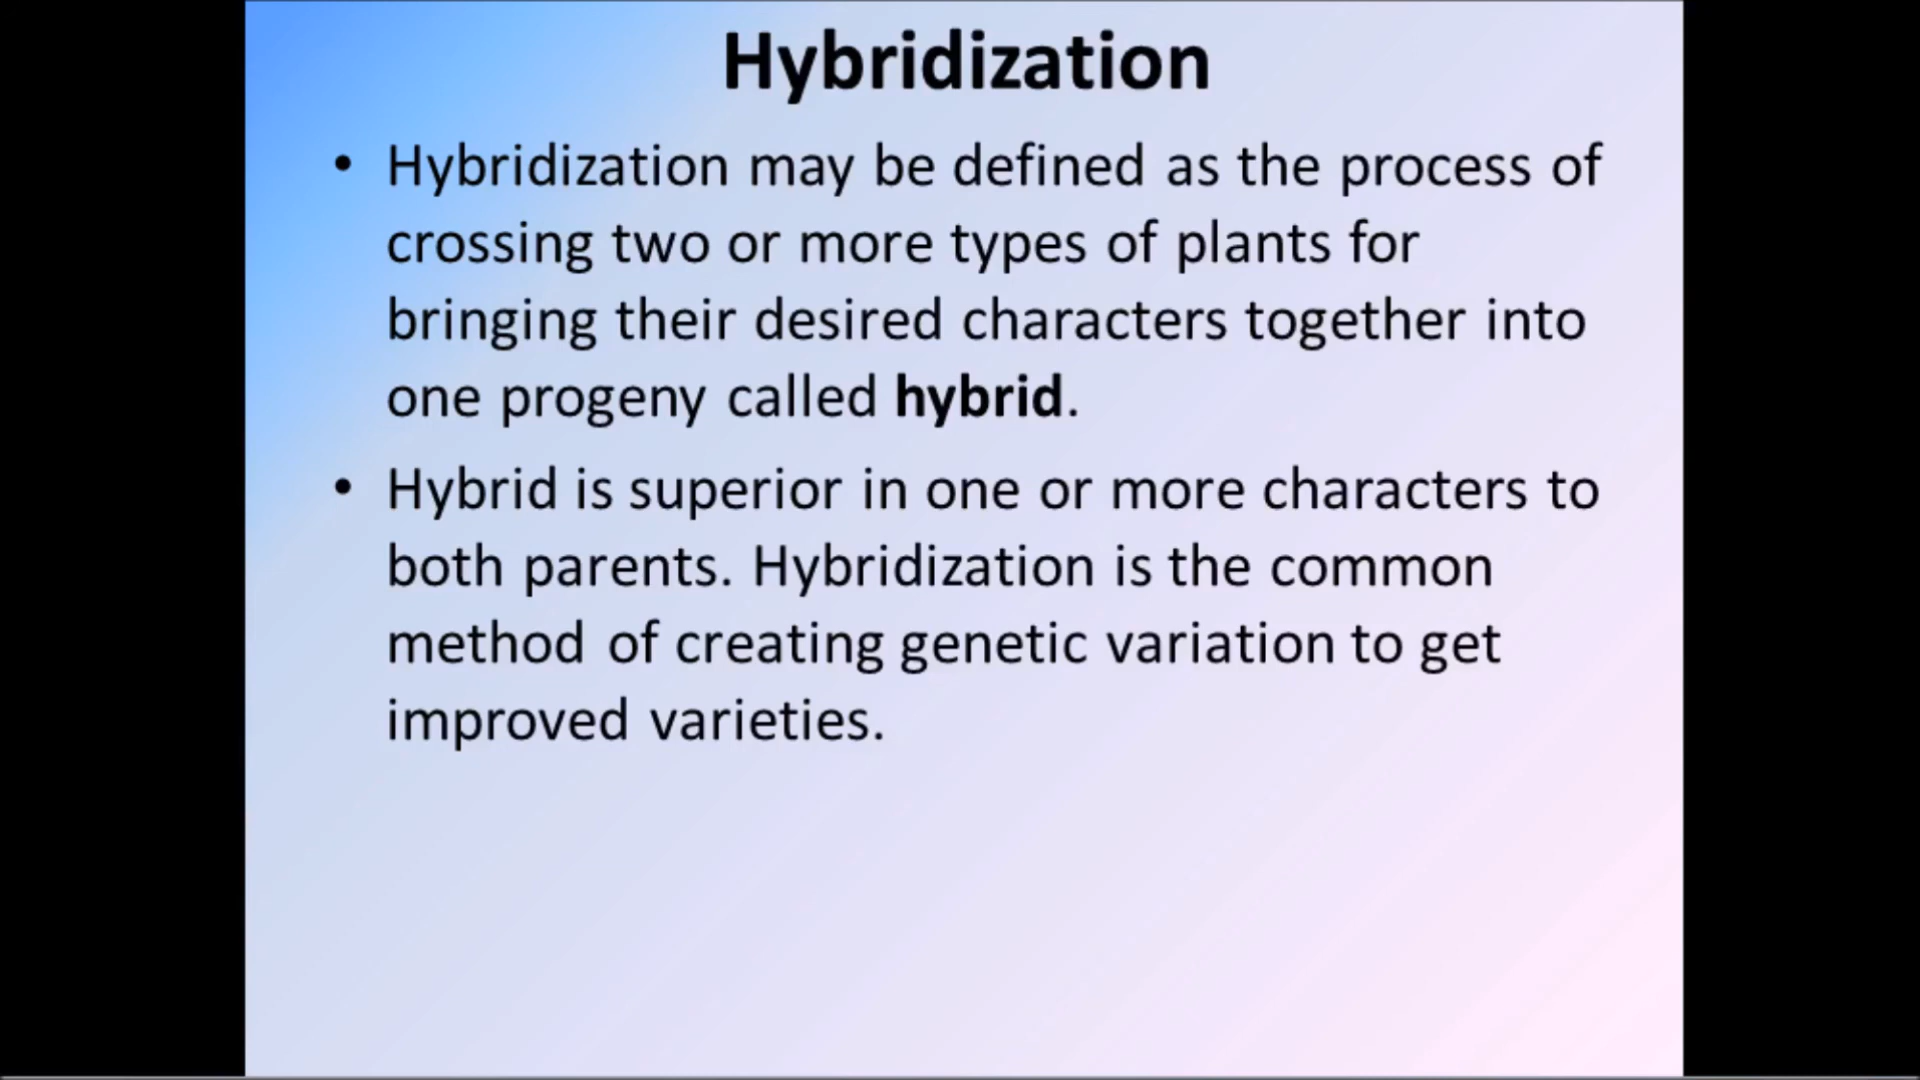 Hybridization
• Hybridization may be defined as the process of
crossing two or more types of plants for
bringing their desired characters together into
one progeny called hybrid.
• Hybrid is superior in one or more characters to
both parents. Hybridization is the common
method of creating genetic variation to get
improved varieties.